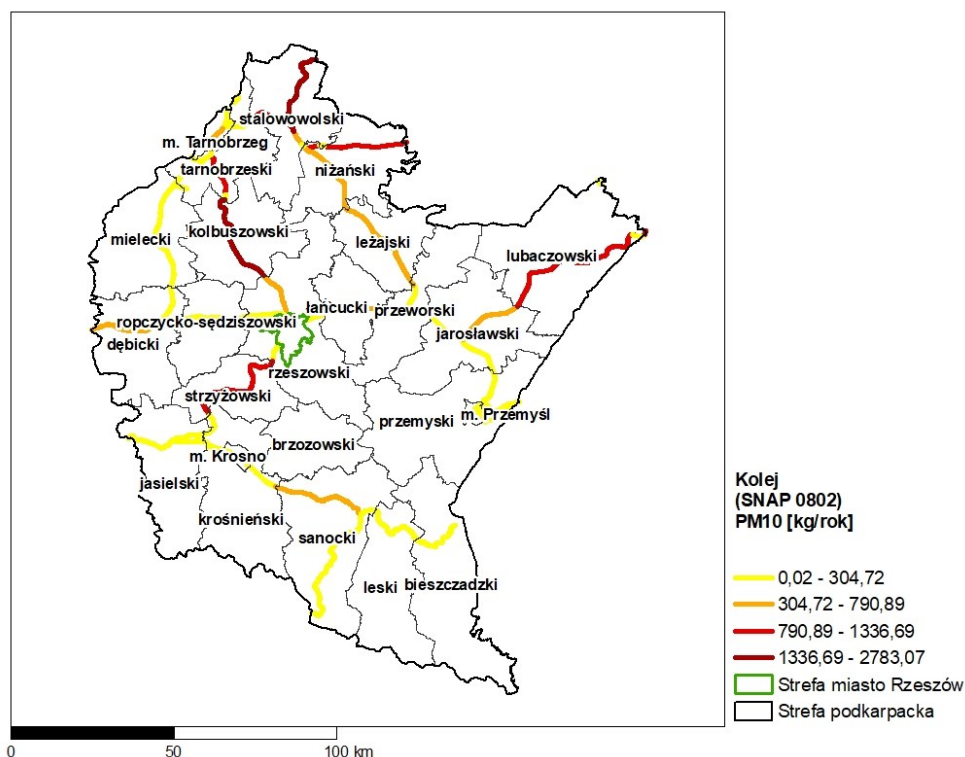 stalowowolski
m. Tarnobrzeg
tarnobrzeski
niżański
mielecki
kolbuszowski
leżajski
lubaczowski
łańcucki
przeworski
ropczycko-sędziszowski
jarosławski
dębicki
rzeszowski
strzyżowski
przemyski
m. Przemyśl
brzozowski
m. Krosno
jasielski
krośnieński
sanocki
leski
bieszczadzki
Kolej
(SNAP 0802)
PM10 [kg/rok]
0,02 - 304,72
304,72 - 790,89
790,89 - 1336,69
1336,69 - 2783,07
Strefa miasto Rzeszów
Strefa podkarpacka
0 50 100 km